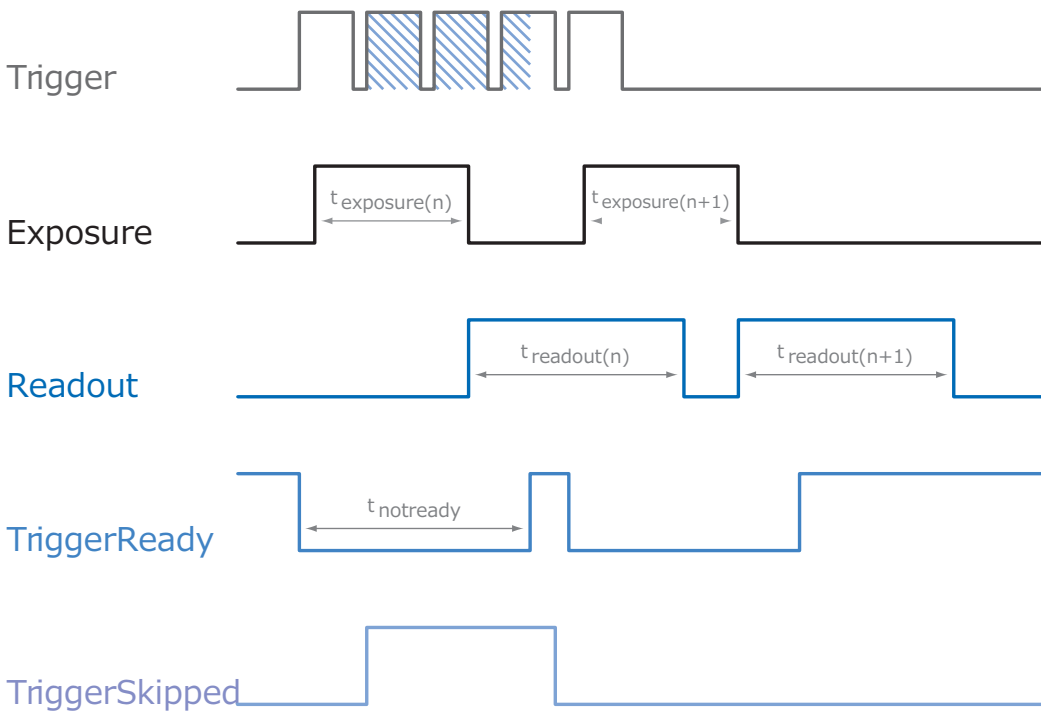 Trigger
Exposure
t exposure(n)
t exposure(n+1)
Readout
t readout(n)
t readout(n+1)
TriggerReady
t notready
TriggerSkipped